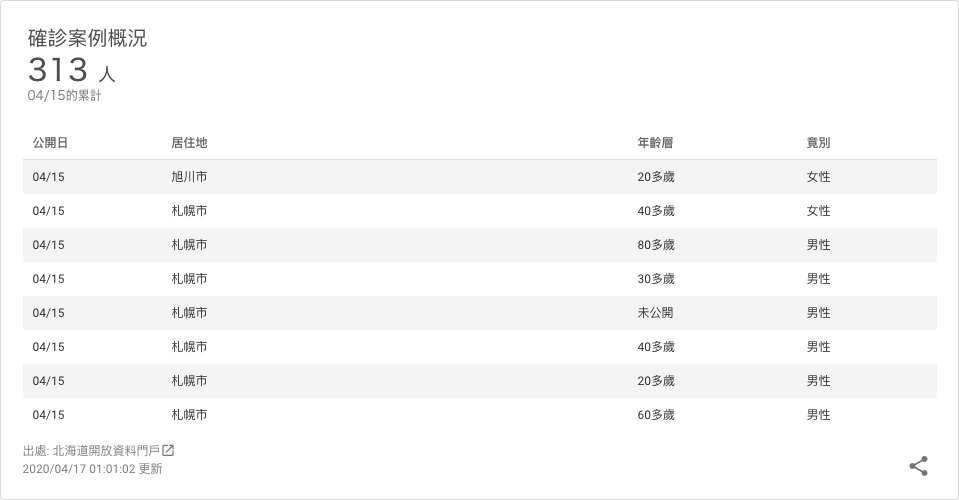 確診案例概況
313 人
04/15的累計
公開日 居住地 年齡層 竟別
04/15 旭川市 20多歲 女性
04/15 札幌市 40多歲 女性
04/15 札幌市 80多歲 男性
04/15 札幌市 30多歲 男性
04/15 札幌市 未公開 男性
04/15 札幌市 40多歲 男性
04/15 札幌市 20多歲 男性
04/15 札幌市 60多歲 男性
出處: 北海道開放資料門戶
2020/04/17 01:01:02 更新